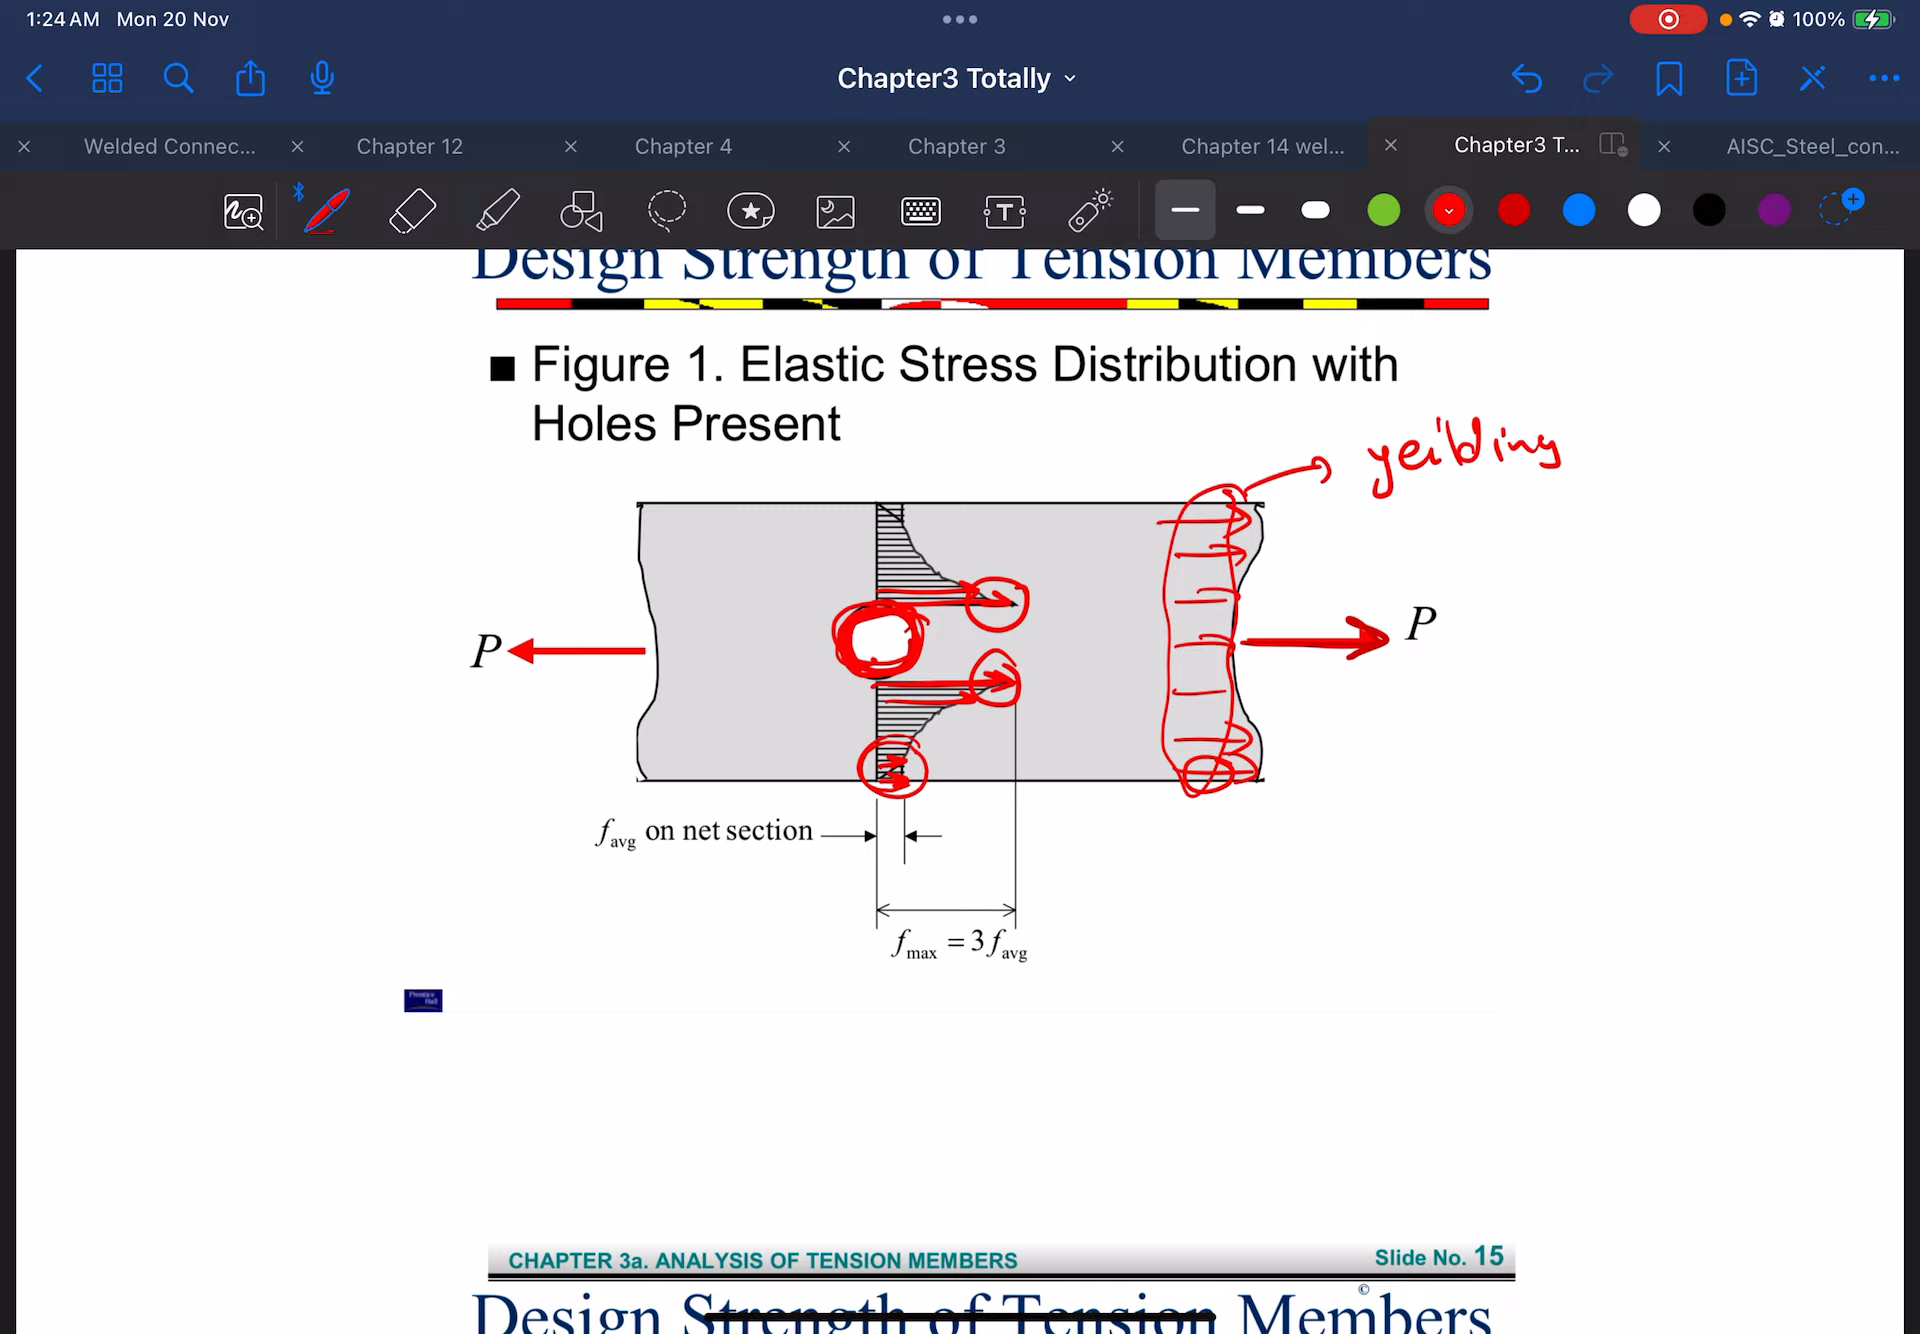 1:24 AM Mon 20 Nov
100%
Chapter3 Totally
Welded Connec...
Chapter 12
Chapter 4
Chapter 3
Chapter 14 wel...
Chapter3 T...
AISC_Steel_con...
T
Design Strength of Tension Members
■ Figure 1. Elastic Stress Distribution with
Holes Present
yeilding
P
P
favg on net section
fmax = 3 favg
Prentice
Hall
CHAPTER 3a. ANALYSIS OF TENSION MEMBERS
Slide No. 15
©
Design Strength of Tension Members